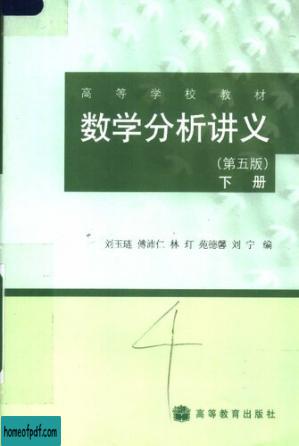 高等学校教材
数学分析讲义
(第五版)
下册
刘玉琏 傅沛仁 林玎 苑德馨 刘宁 编
4
高等教育出版社
homeofpdf.com